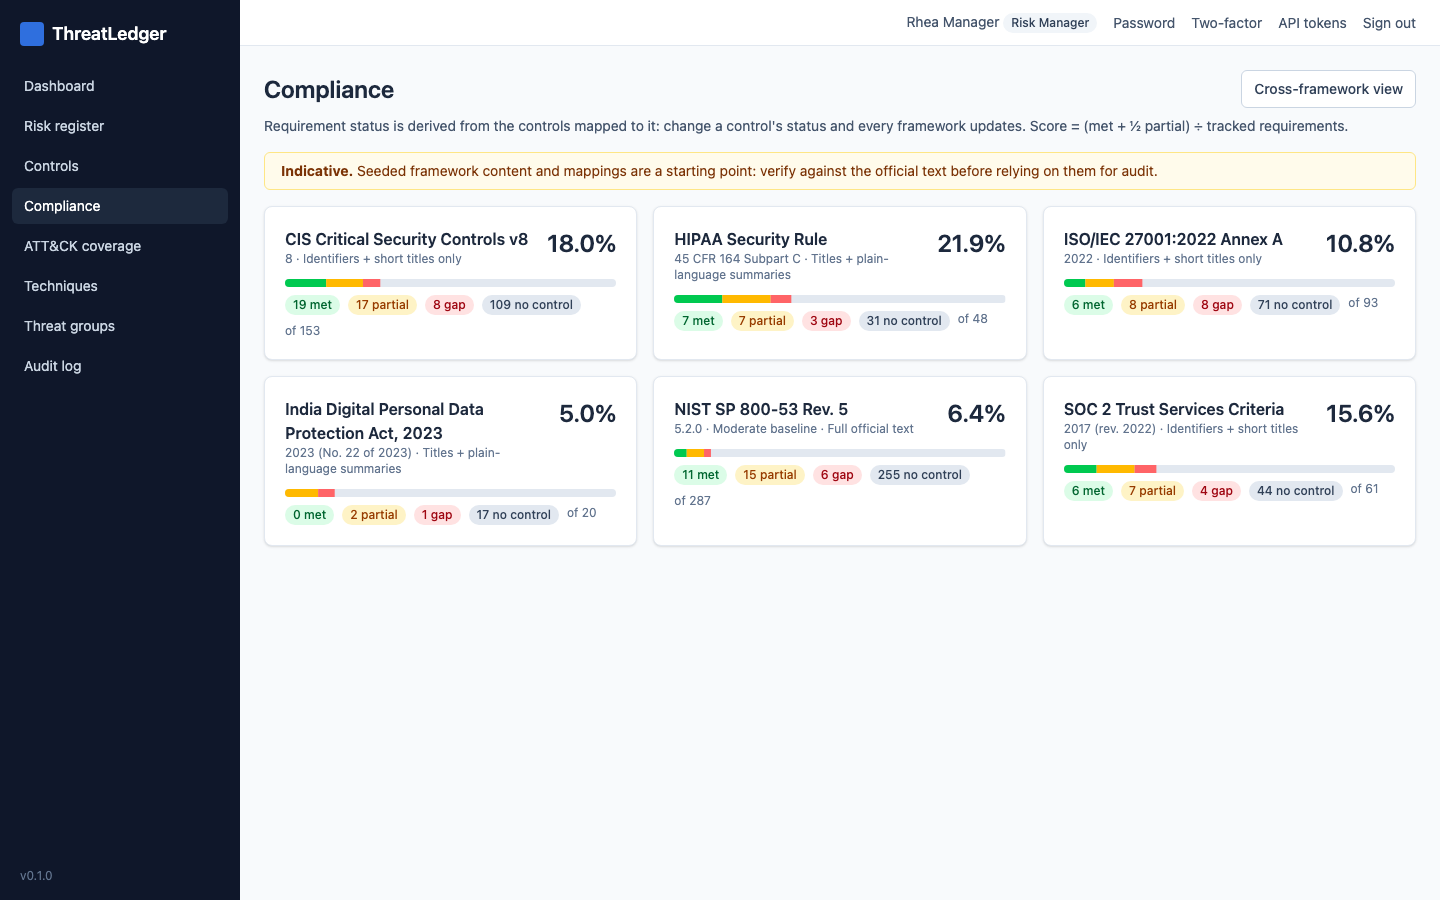 ThreatLedger
Dashboard
Risk register
Controls
Compliance
ATT&CK coverage
Techniques
Threat groups
Audit log
v0.1.0
Rhea Manager Risk Manager Password Two-factor API tokens Sign out
Compliance
Cross-framework view
Requirement status is derived from the controls mapped to it: change a control's status and every framework updates. Score = (met + ½ partial) ÷ tracked requirements.
Indicative. Seeded framework content and mappings are a starting point: verify against the official text before relying on them for audit.
CIS Critical Security Controls v8 18.0%
8 · Identifiers + short titles only
19 met 17 partial 8 gap 109 no control
of 153
HIPAA Security Rule 21.9%
45 CFR 164 Subpart C · Titles + plain-
language summaries
7 met 7 partial 3 gap 31 no control of 48
ISO/IEC 27001:2022 Annex A 10.8%
2022 · Identifiers + short titles only
6 met 8 partial 8 gap 71 no control of 93
India Digital Personal Data 5.0%
Protection Act, 2023
2023 (No. 22 of 2023) · Titles + plain-
language summaries
0 met 2 partial 1 gap 17 no control of 20
NIST SP 800-53 Rev. 5 6.4%
5.2.0 · Moderate baseline · Full official text
11 met 15 partial 6 gap 255 no control
of 287
SOC 2 Trust Services Criteria 15.6%
2017 (rev. 2022) · Identifiers + short titles
only
6 met 7 partial 4 gap 44 no control of 61